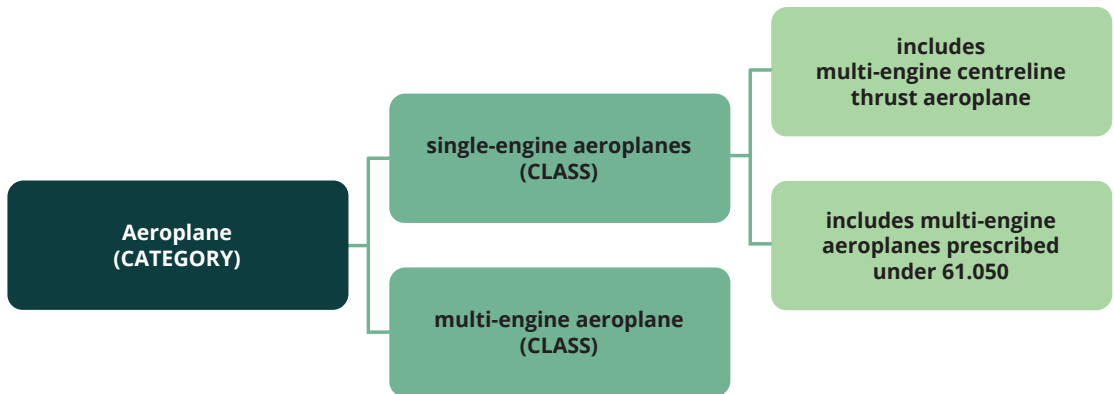 Aeroplane
(CATEGORY)
single-engine aeroplanes
(CLASS)
multi-engine aeroplane
(CLASS)
includes
multi-engine centreline
thrust aeroplane
includes multi-engine
aeroplanes prescribed
under 61.050